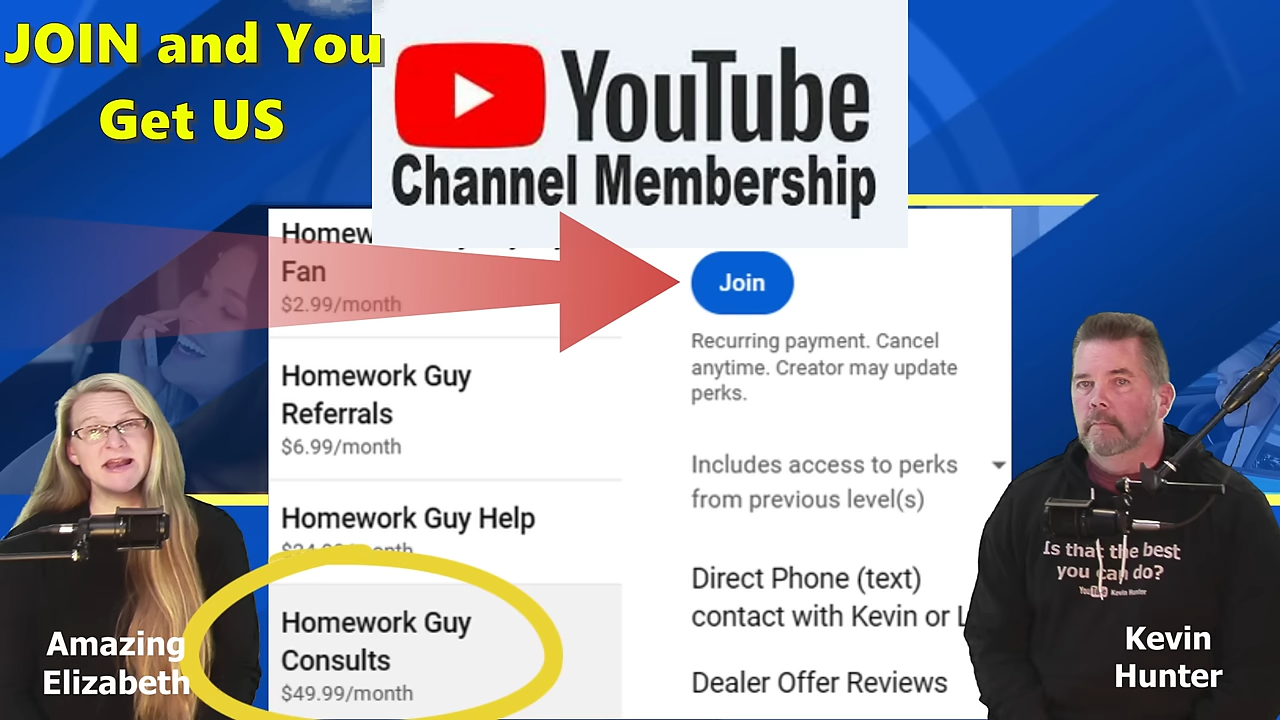 JOIN and You
Get US
YouTube
Channel Membership
Homew
Fan
$2.99/month
Homework Guy
Referrals
$6.99/month
Homework Guy Help
Homework Guy
Consults
$49.99/month
Join
Recurring payment. Cancel
anytime. Creator may update
perks.
Includes access to perks
from previous level(s)
Direct Phone (text)
contact with Kevin or L
Dealer Offer Reviews
Amazing
Elizabeth
Is that the best
you can do?
YouTube Kevin Hunter
Kevin
Hunter